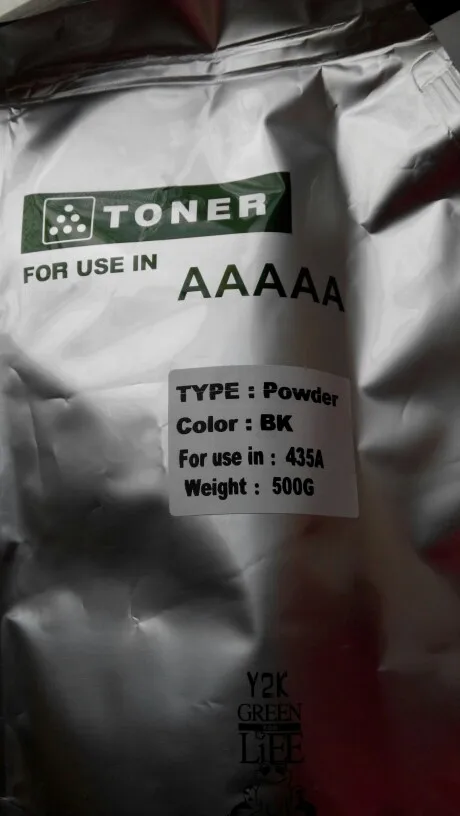 TONER
FOR USE IN
AAAAA
TYPE : Powder
Color : BK
For use in : 435A
Weight : 500G
Y2K
GREEN
LiFE